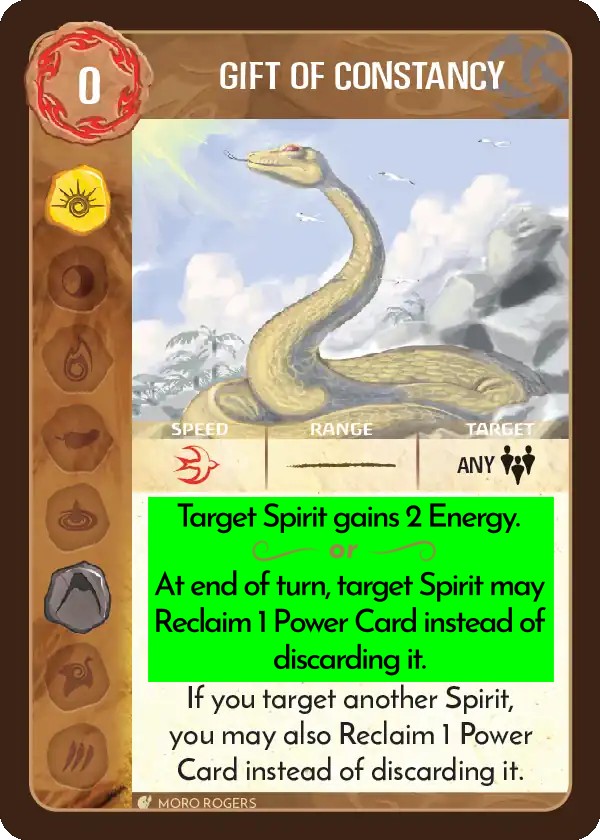 0
GIFT OF CONSTANCY
SPEED RANGE TARGET
ANY
Target Spirit gains 2 Energy.
or
At end of turn, target Spirit may
Reclaim 1 Power Card instead of
discarding it.
If you target another Spirit,
you may also Reclaim 1 Power
Card instead of discarding it.
MORO ROGERS